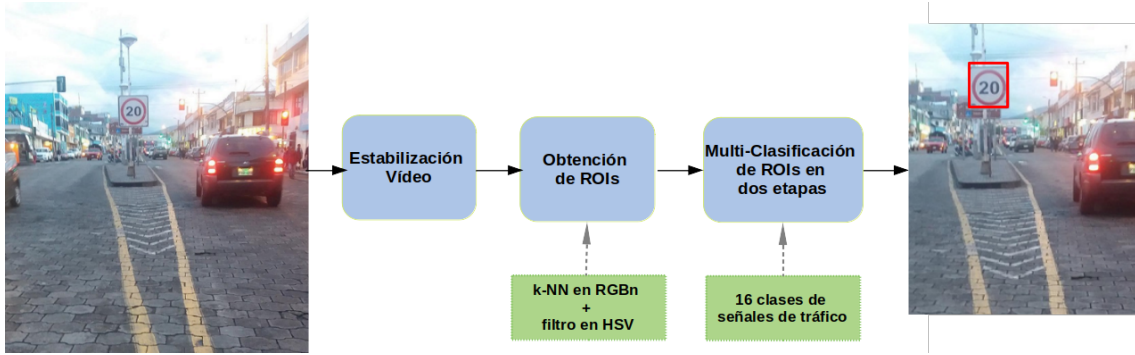 20
Estabilización
Vídeo
Obtención
de ROIs
Multi-Clasificación
de ROIs en
dos etapas
k-NN en RGBn
+
filtro en HSV
16 clases de
señales de tráfico
20